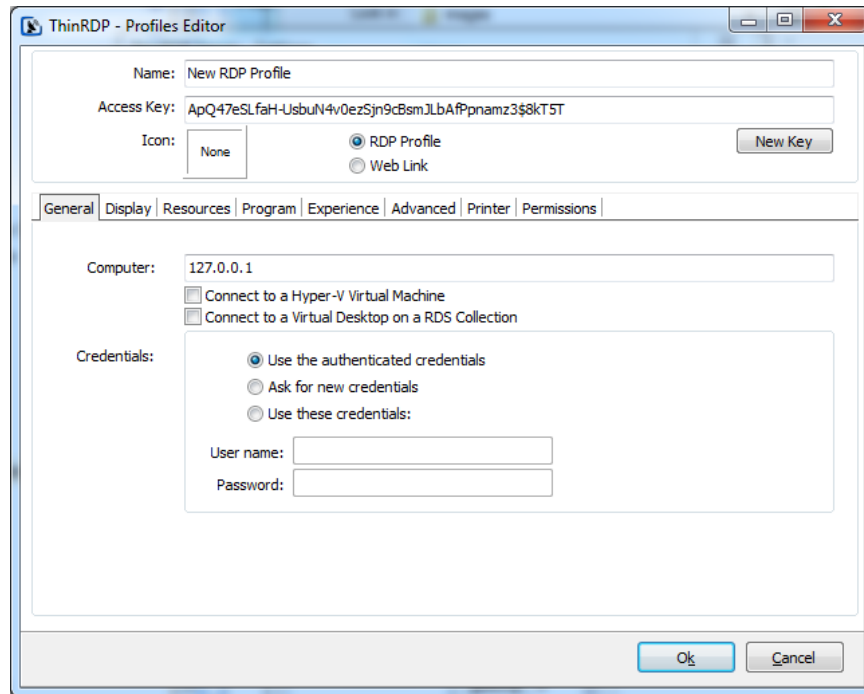 ThinRDP - Profiles Editor
Name: New RDP Profile
Access Key: ApQ47eSLfaH-UsbuN4v0ezSjn9cBsmJLbAfPpnamz3$8kT5T
Icon: None RDP Profile New Key
Web Link
General Display Resources Program Experience Advanced Printer Permissions
Computer: 127.0.0.1
Connect to a Hyper-V Virtual Machine
Connect to a Virtual Desktop on a RDS Collection
Credentials: Use the authenticated credentials
Ask for new credentials
Use these credentials:
User name:
Password:
Ok Cancel